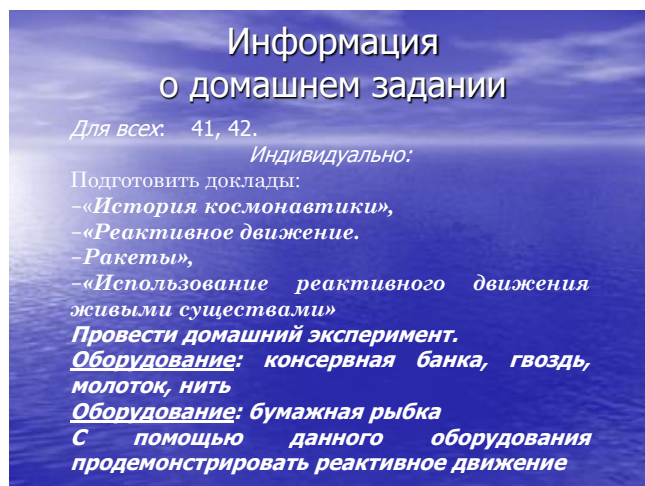 Информация
о домашнем задании
Для всех: 41, 42.
Индивидуально:
Подготовить доклады:
–«История космонавтики»,
–«Реактивное движение.
–Ракеты»,
–«Использование реактивного движения
живыми существами»
Провести домашний эксперимент.
Оборудование: консервная банка, гвоздь,
молоток, нить
Оборудование: бумажная рыбка
С помощью данного оборудования
продемонстрировать реактивное движение